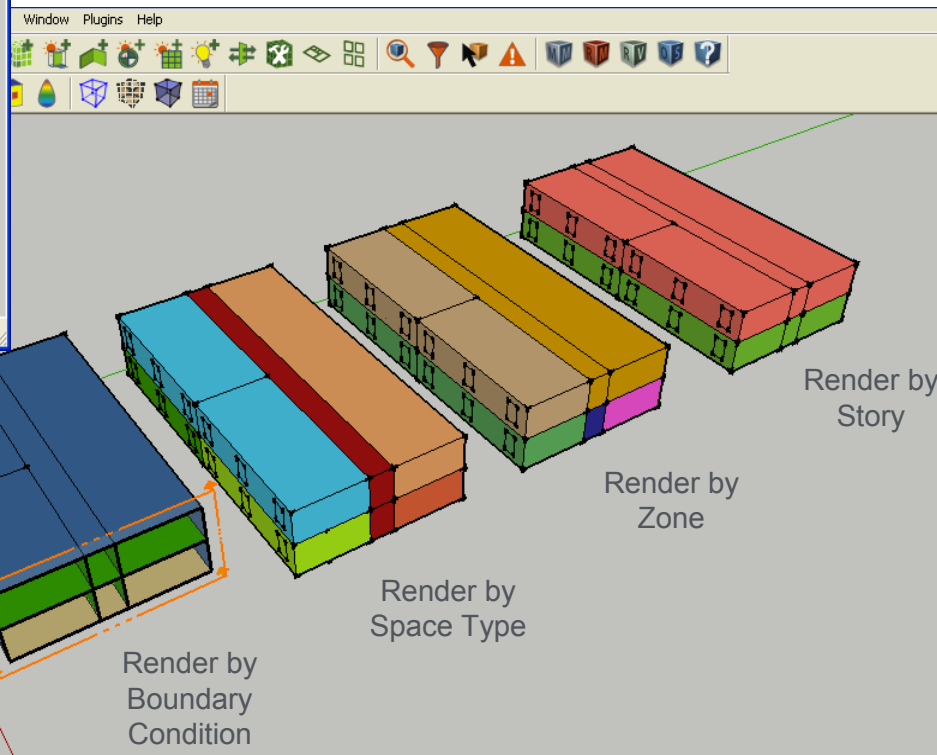 Window Plugins Help
Render by
Story
Render by
Zone
Render by
Space Type
Render by
Boundary
Condition